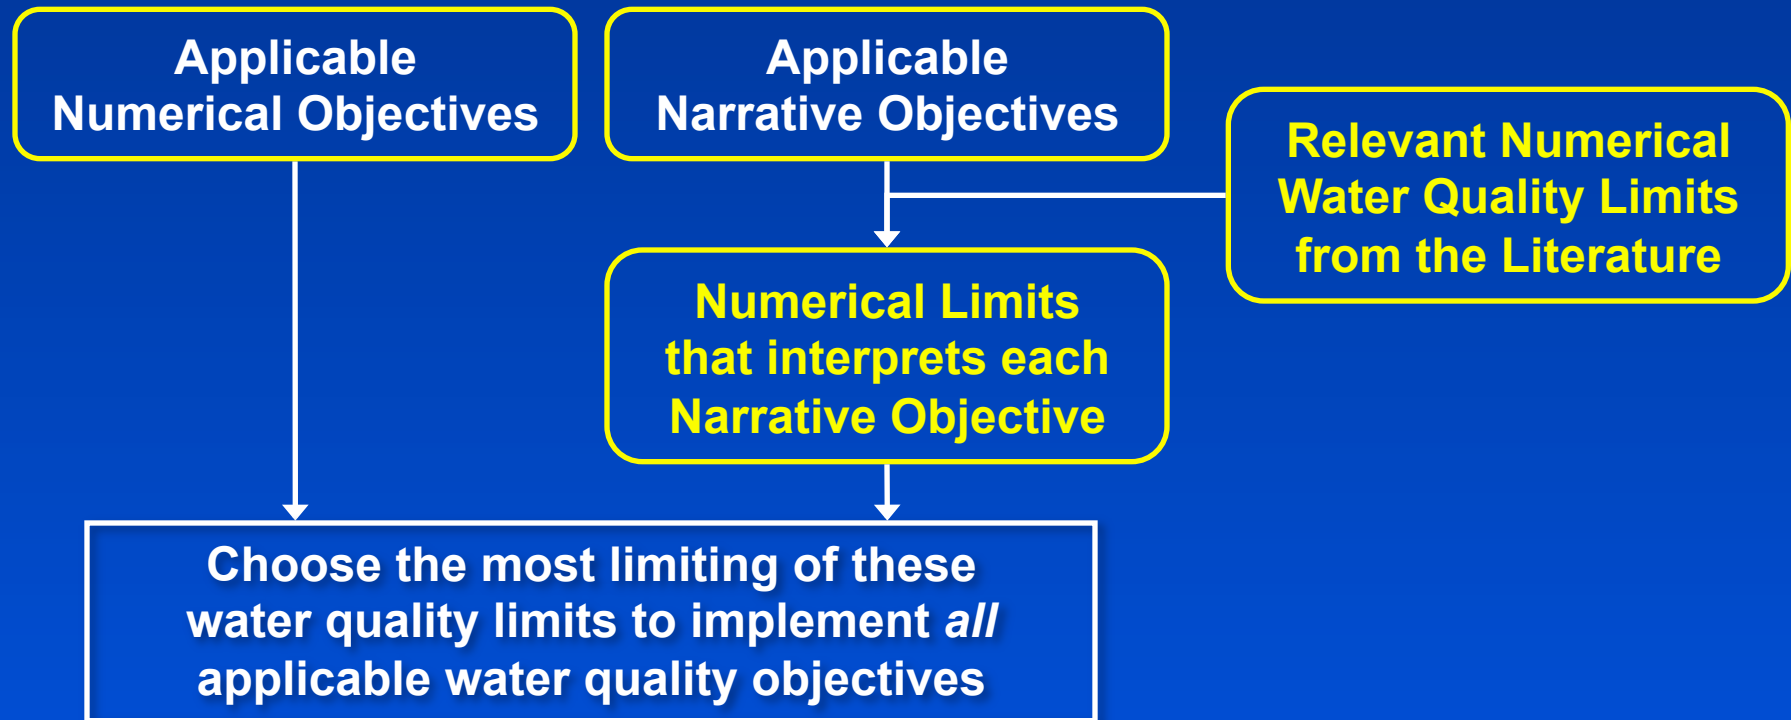 Applicable
Numerical Objectives
Applicable
Narrative Objectives
Relevant Numerical
Water Quality Limits
from the Literature
Numerical Limits
that interprets each
Narrative Objective
Choose the most limiting of these
water quality limits to implement all
applicable water quality objectives